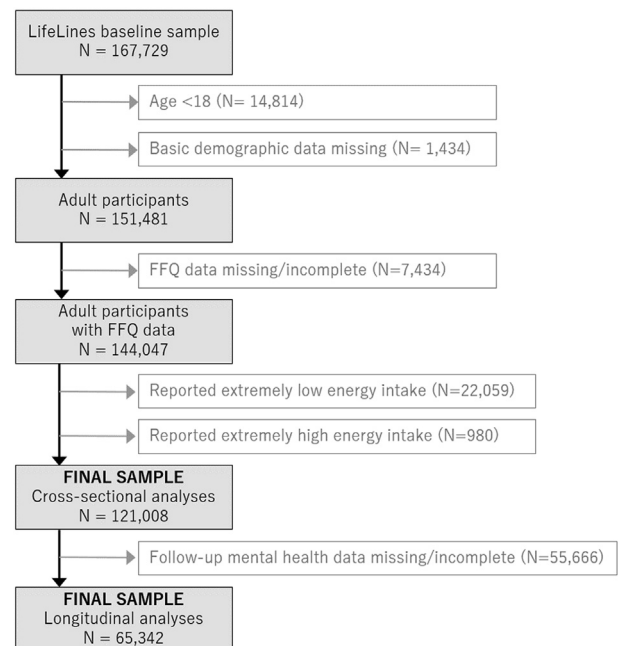 LifeLines baseline sample
N = 167,729
Age <18 (N= 14,814)
Basic demographic data missing (N= 1,434)
Adult participants
N = 151,481
FFQ data missing/incomplete (N=7,434)
Adult participants
with FFQ data
N = 144,047
Reported extremely low energy intake (N=22,059)
Reported extremely high energy intake (N=980)
FINAL SAMPLE
Cross-sectional analyses
N = 121,008
Follow-up mental health data missing/incomplete (N=55,666)
FINAL SAMPLE
Longitudinal analyses
N = 65,342